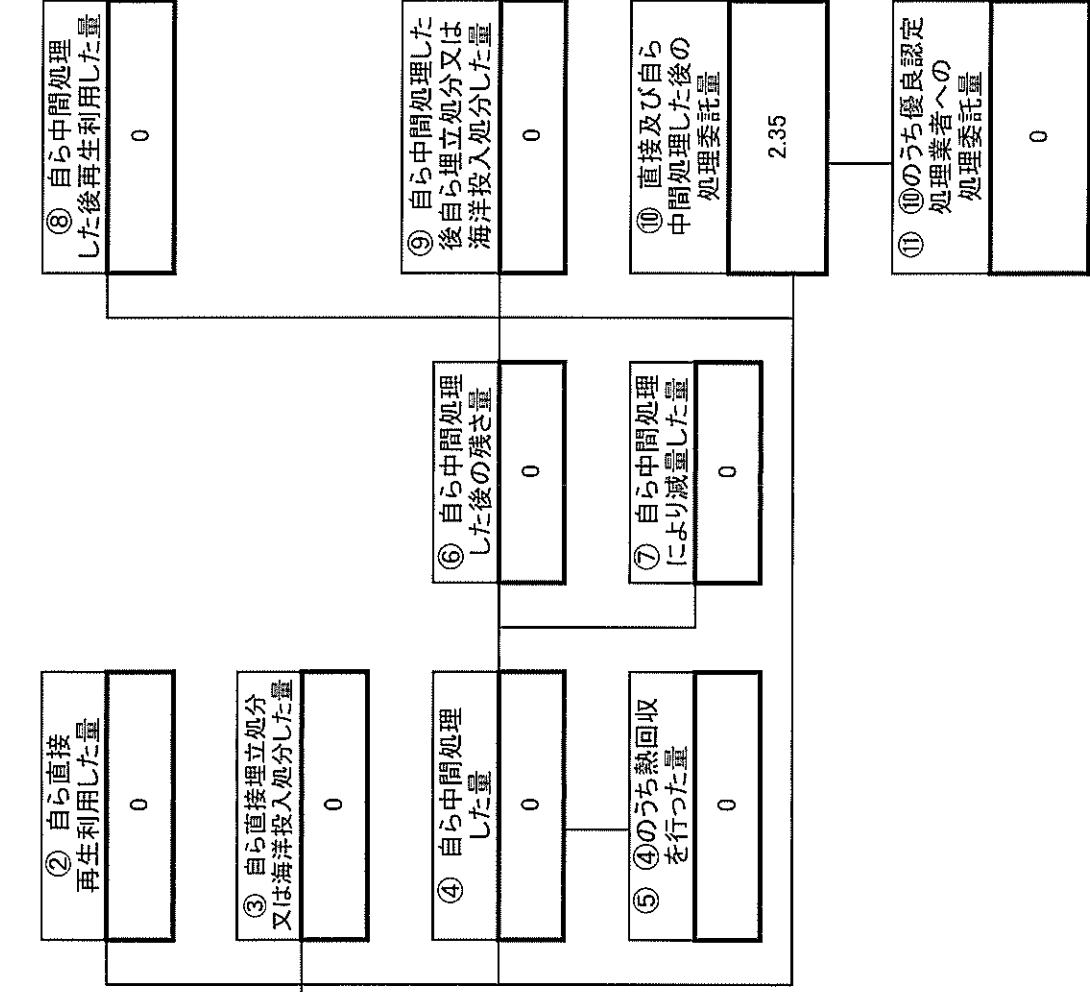 ② 自ら直接
再生利用した量
0
③ 自ら直接埋立処分
又は海洋投入処分した量
0
④ 自ら中間処理
した量
0
⑤ ④のうち熱回収
を行った量
0
⑥ 自ら中間処理
した後の残さ量
0
⑦ 自ら中間処理
により減量した量
0
⑧ 自ら中間処理
した後再生利用した量
0
⑨ 自ら中間処理した
後自ら埋立処分又は
海洋投入処分した量
0
⑩ 直接及び自ら
中間処理した後の
処理委託量
2.35
⑪ ⑩のうち優良認定
処理業者への
処理委託量
0